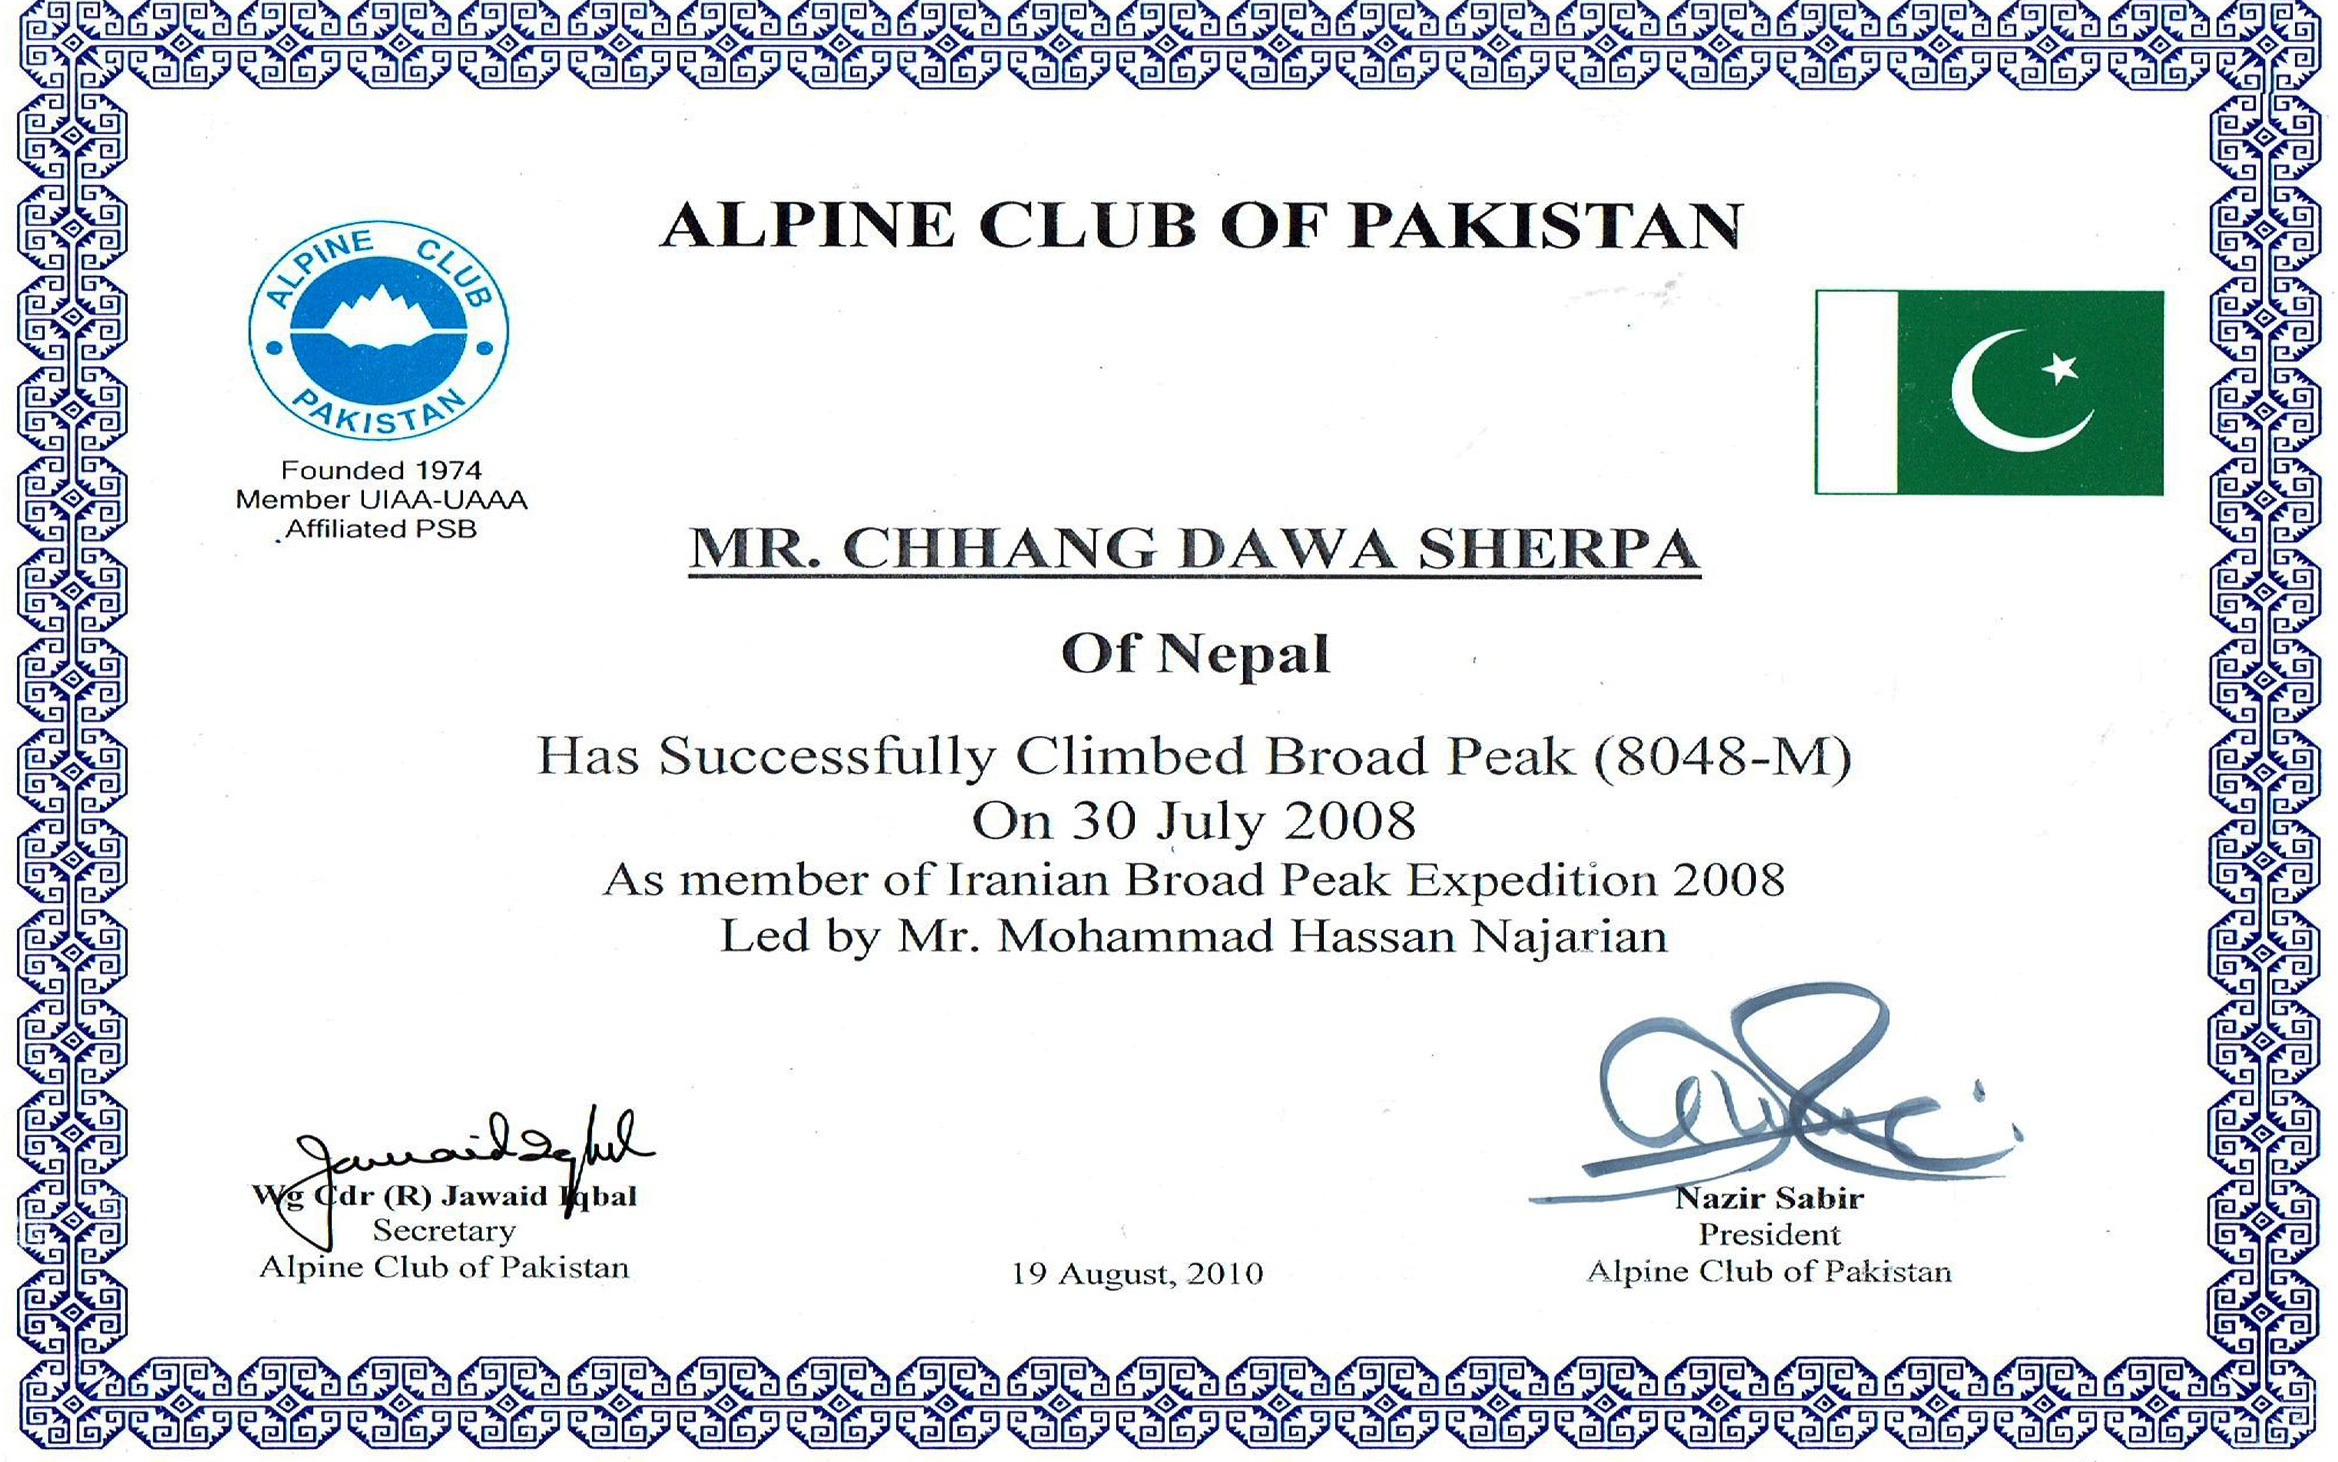 ALPINE CLUB OF PAKISTAN
ALPINE CLUB
PAKISTAN
Founded 1974
Member UIAA-UAAA
Affiliated PSB
MR. CHHANG DAWA SHERPA
Of Nepal
Has Successfully Climbed Broad Peak (8048-M)
On 30 July 2008
As member of Iranian Broad Peak Expedition 2008
Led by Mr. Mohammad Hassan Najarian
Jawaid Iqbal
Wg Cdr (R) Jawaid Iqbal
Secretary
Alpine Club of Pakistan
19 August, 2010
Nazir Sabir
President
Alpine Club of Pakistan